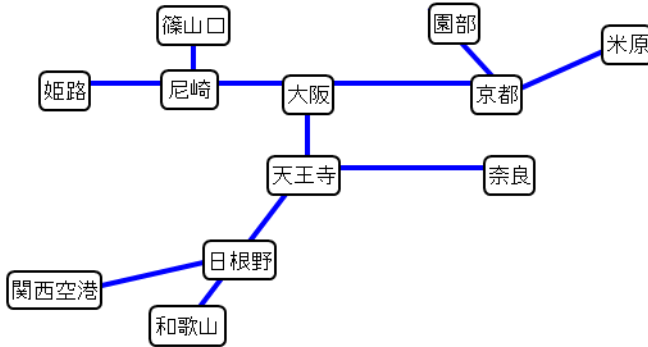 篠山口
園部
米原
姫路
尼崎
大阪
京都
天王寺
奈良
日根野
関西空港
和歌山